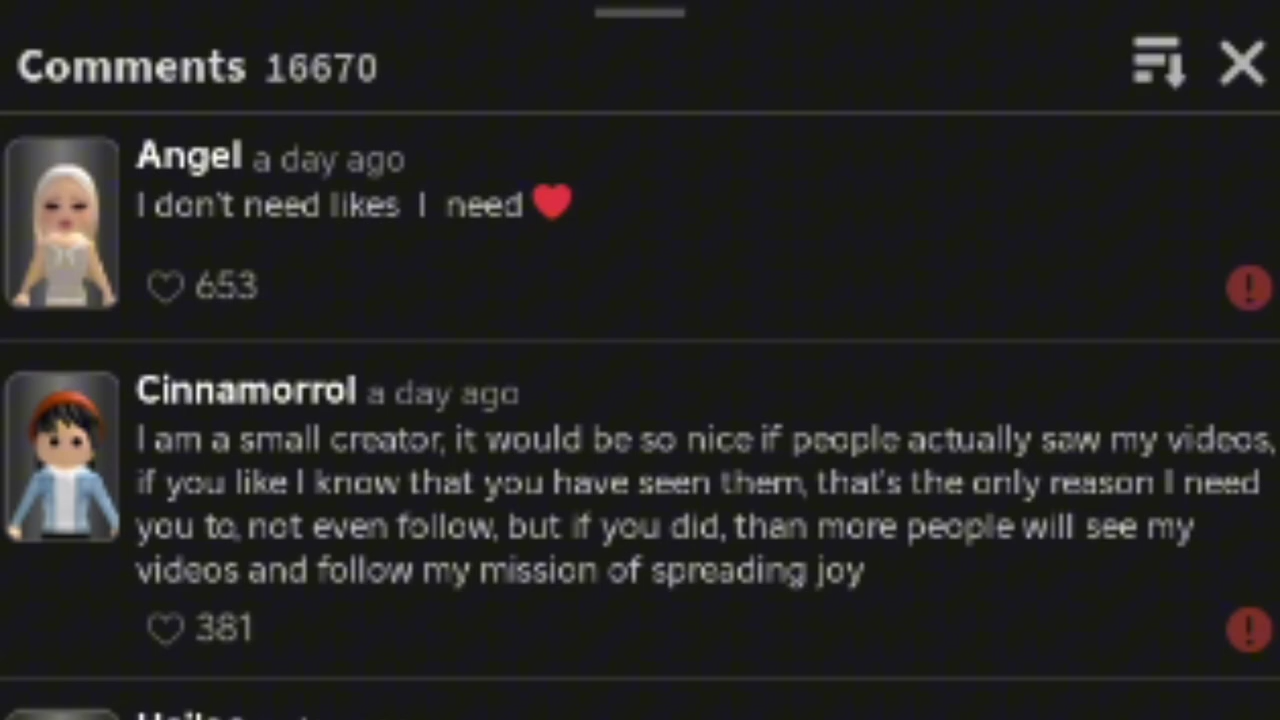 Comments 16670
Angel a day ago
I don't need likes I need ❤️
653
Cinnamorrol a day ago
I am a small creator, it would be so nice if people actually saw my videos,
if you like I know that you have seen them, that's the only reason I need
you to, not even follow, but if you did, than more people will see my
videos and follow my mission of spreading joy
381